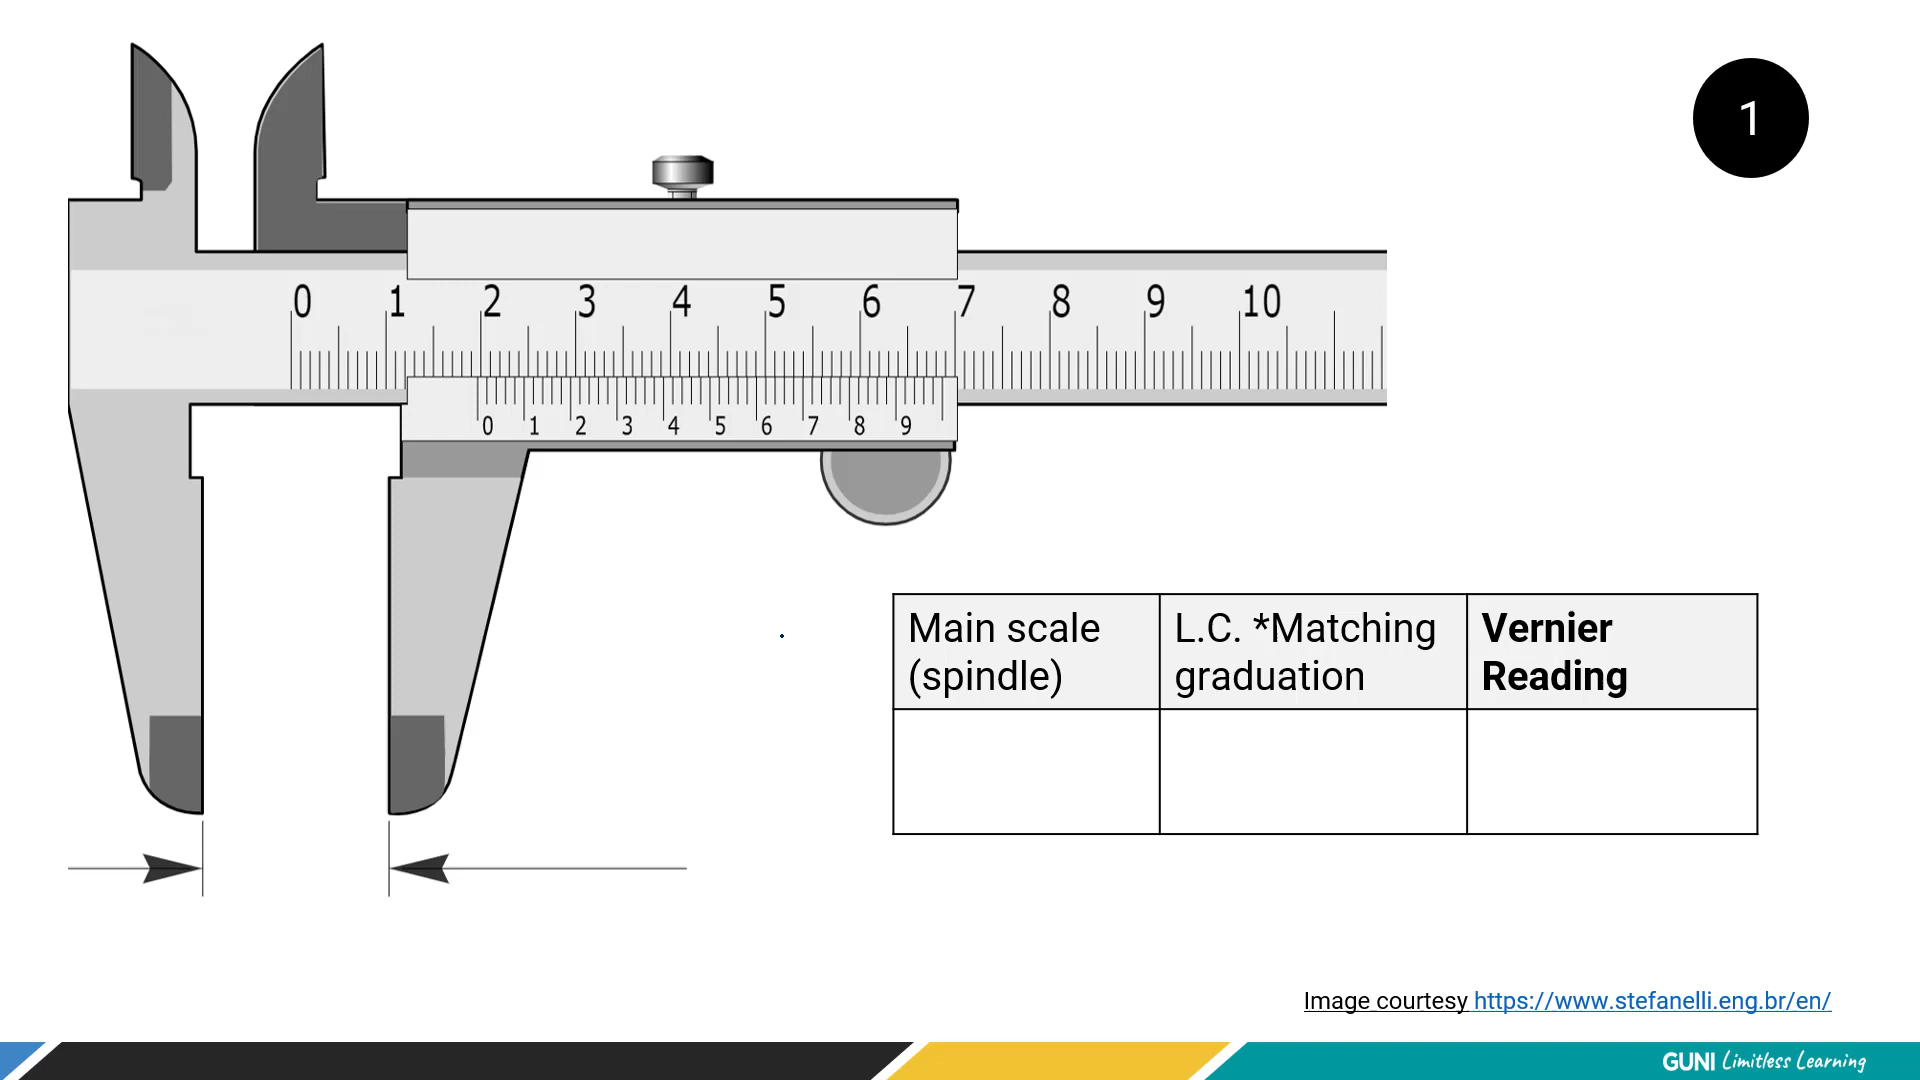 1
0 1 2 3 4 5 6 7 8 9 10
0 1 2 3 4 5 6 7 8 9
Main scale
(spindle)
L.C. *Matching
graduation
Vernier
Reading
Image courtesy https://www.stefanelli.eng.br/en/
GUNI Limitless Learning